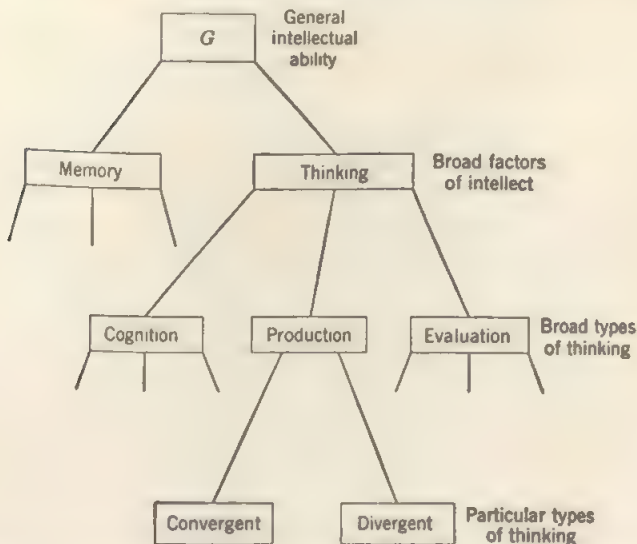 G
General
intellectual
ability
Memory
Thinking
Broad factors
of intellect
Cognition
Production
Evaluation
Broad types
of thinking
Convergent
Divergent
Particular types
of thinking